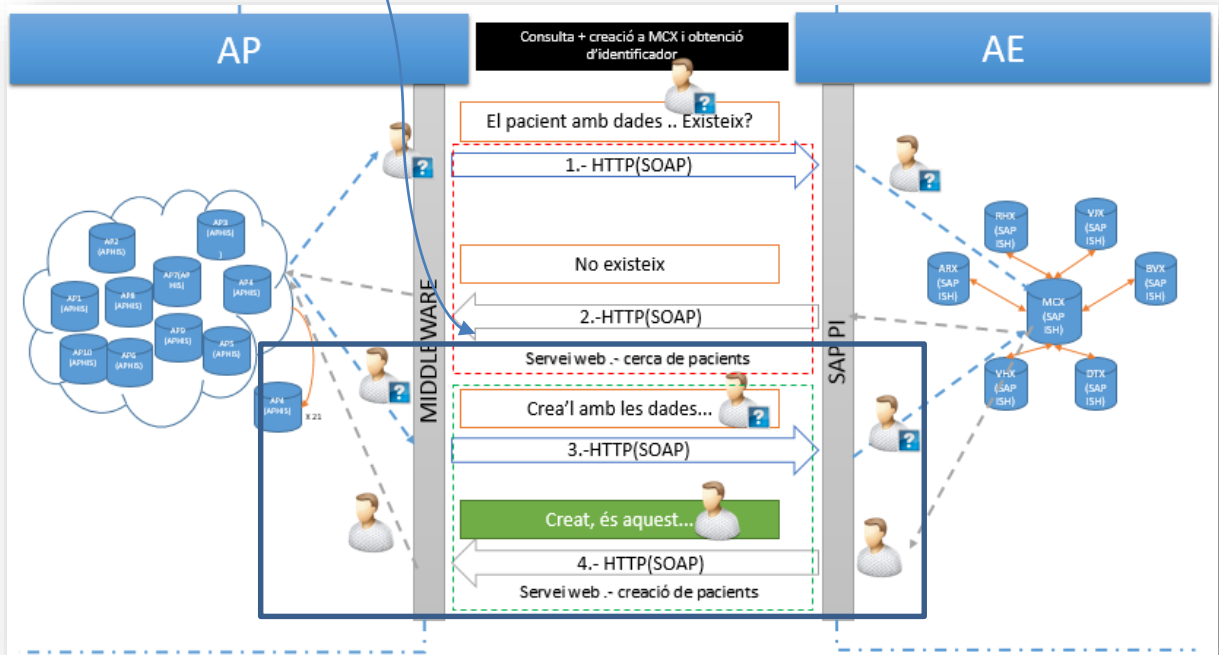 AP
Consulta + creació a MCX i obtenció
d'identificador
AE
El pacient amb dades .. Existeix?
1.- HTTP(SOAP)
No existeix
2.-HTTP(SOAP)
Servei web .- cerca de pacients
Crea'l amb les dades...
3.-HTTP(SOAP)
Creat, és aquest...
4.- HTTP(SOAP)
Servei web .- creació de pacients
MIDDLEWARE
SAP PI
AP2
(APHIS)
AP3
(APHIS
)
AP7(AP
HIS)
AP4
(APHIS)
AP1
(APHIS)
AP8
(APHIS)
AP9
(APHIS)
AP5
(APHIS)
AP10
(APHIS)
AP6
(APHIS)
AP4
(APHIS)
X 21
RHX
(SAP
ISH)
VJX
(SAP
ISH)
ARX
(SAP
ISH)
BVX
(SAP
ISH)
MCX
(SAP
ISH)
VHX
(SAP
ISH)
DTX
(SAP
ISH)
?
?
?
?
?
?